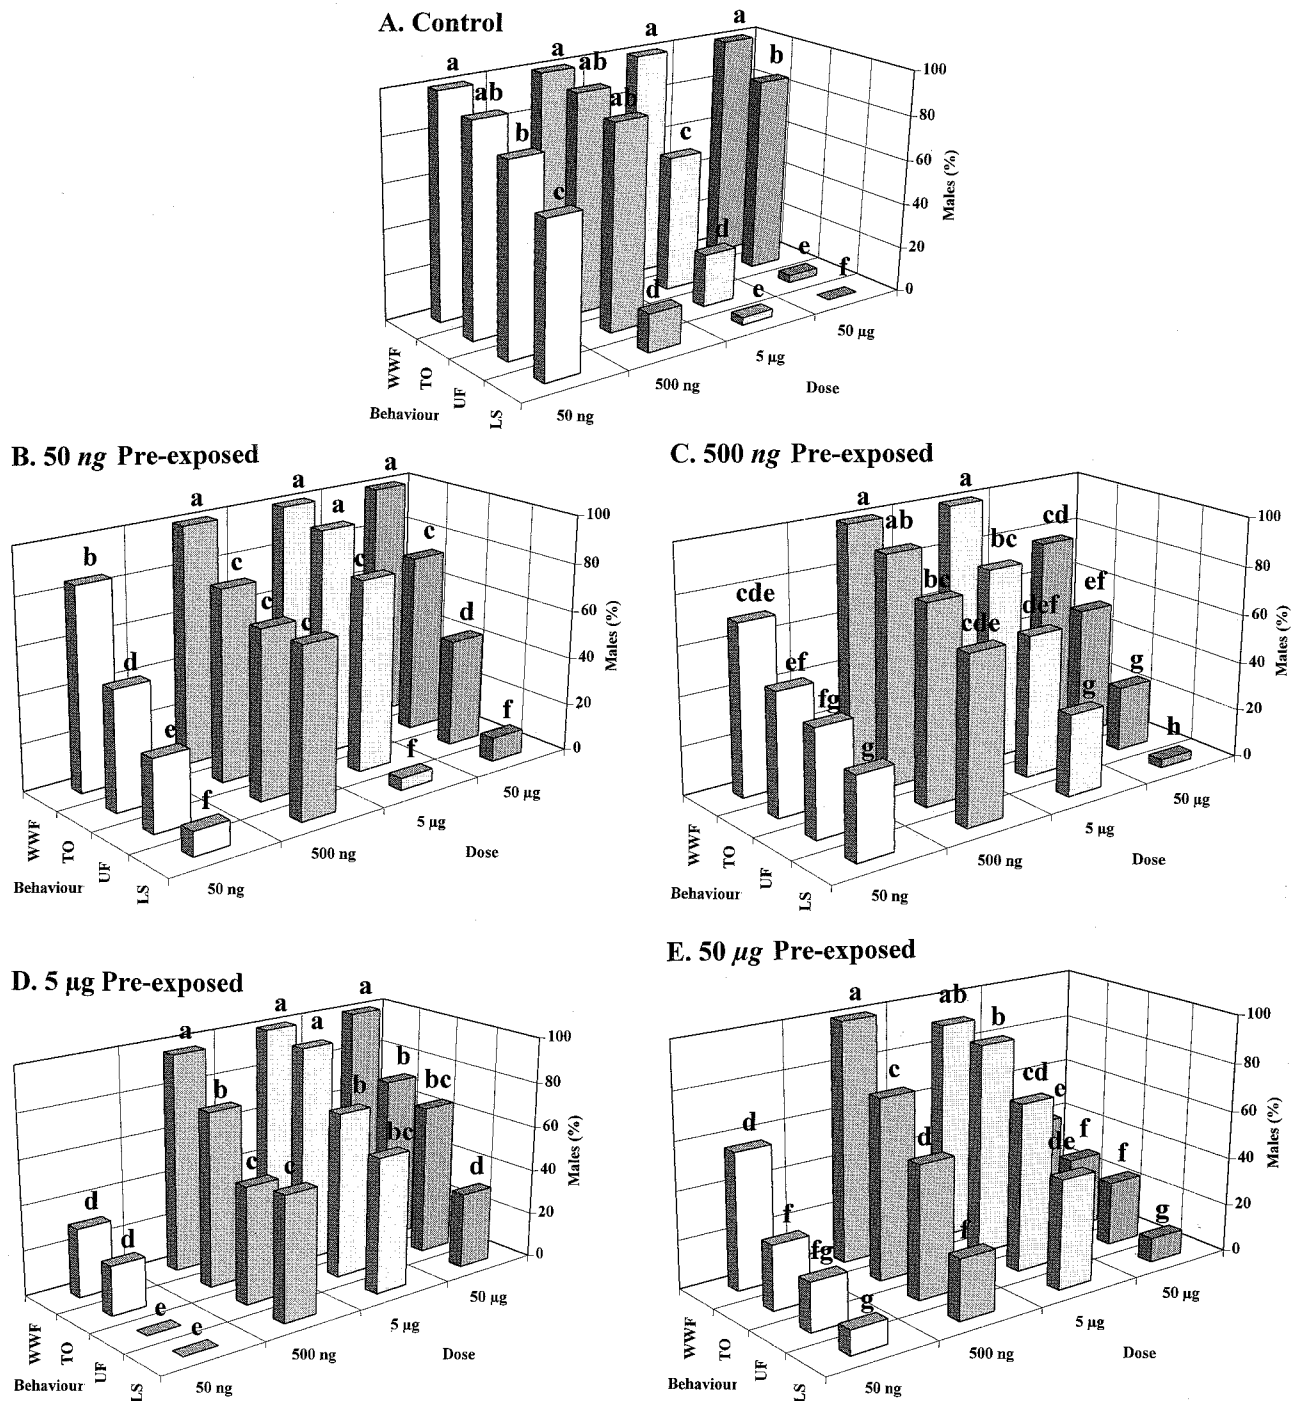 A. Control
a
a
a
a
ab
ab
b
b
ab
c
c
d
e
f
d
e
100
80
60
40
20
0
Males (%)
WWF
TO
UF
LS
Behaviour
50 ng
500 ng
5 µg
50 µg
Dose
B. 50 ng Pre-exposed
a
a
a
b
c
a
c
d
c
c
d
e
c
f
f
f
100
80
60
40
20
0
Males (%)
WWF
TO
UF
LS
Behaviour
50 ng
500 ng
5 µg
50 µg
Dose
C. 500 ng Pre-exposed
a
a
cd
cde
ab
bc
ef
ef
bc
def
g
fg
cde
g
g
h
100
80
60
40
20
0
Males (%)
WWF
TO
UF
LS
Behaviour
50 ng
500 ng
5 µg
50 µg
Dose
D. 5 µg Pre-exposed
a
a
a
a
b
b
b
bc
d
c
c
bc
d
d
e
e
100
80
60
40
20
0
Males (%)
WWF
TO
UF
LS
Behaviour
50 ng
500 ng
5 µg
50 µg
Dose
E. 50 µg Pre-exposed
a
ab
b
c
cd
e
d
d
de
f
f
f
fg
f
g
g
100
80
60
40
20
0
Males (%)
WWF
TO
UF
LS
Behaviour
50 ng
500 ng
5 µg
50 µg
Dose